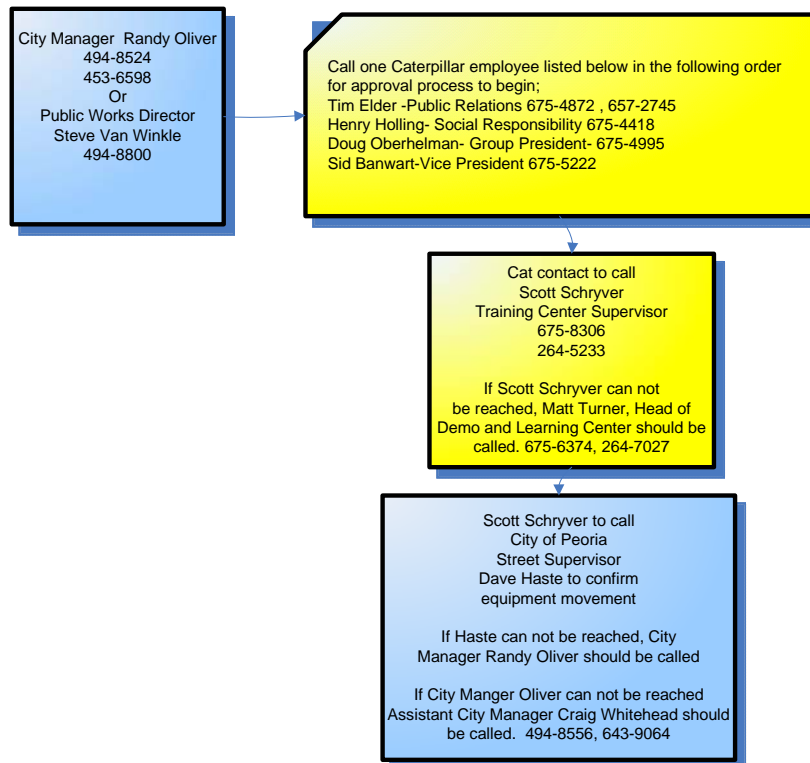 City Manager  Randy Oliver
494-8524
453-6598
Or
Public Works Director
Steve Van Winkle
494-8800
Call one Caterpillar employee listed below in the following order
for approval process to begin;
Tim Elder -Public Relations 675-4872 , 657-2745
Henry Holling- Social Responsibility 675-4418
Doug Oberhelman- Group President- 675-4995
Sid Banwart-Vice President 675-5222
Cat contact to call
Scott Schryver
Training Center Supervisor
675-8306
264-5233
If Scott Schryver can not
be reached, Matt Turner, Head of
Demo and Learning Center should be
called. 675-6374, 264-7027
Scott Schryver to call
City of Peoria
Street Supervisor
Dave Haste to confirm
equipment movement
If Haste can not be reached, City
Manager Randy Oliver should be called
If City Manger Oliver can not be reached
Assistant City Manager Craig Whitehead should
be called.  494-8556, 643-9064